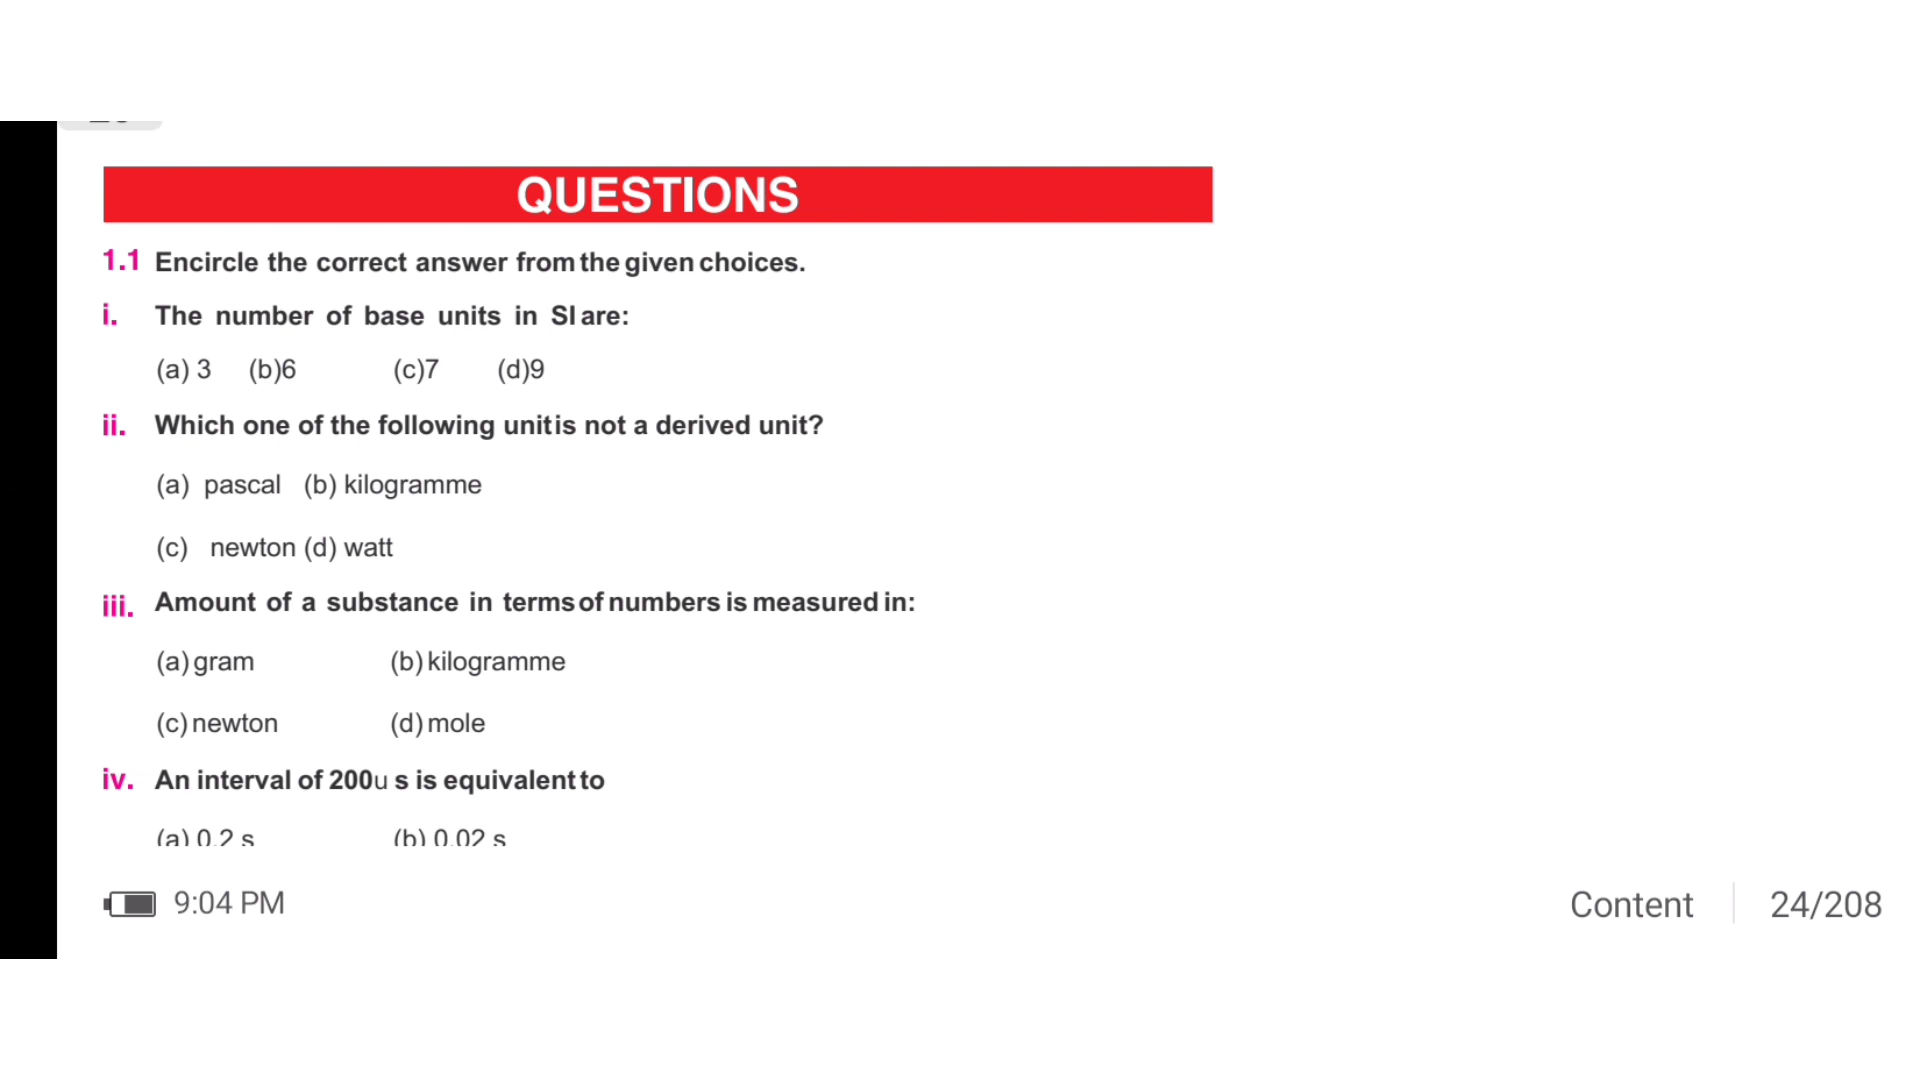 QUESTIONS
1.1 Encircle the correct answer from the given choices.
i. The number of base units in SI are:
(a) 3 (b)6 (c)7 (d)9
ii. Which one of the following unit is not a derived unit?
(a) pascal (b) kilogramme
(c) newton (d) watt
iii. Amount of a substance in terms of numbers is measured in:
(a) gram (b) kilogramme
(c) newton (d) mole
iv. An interval of 200u s is equivalent to
(a) 0.2 s (b) 0.02 s
9:04 PM Content 24/208